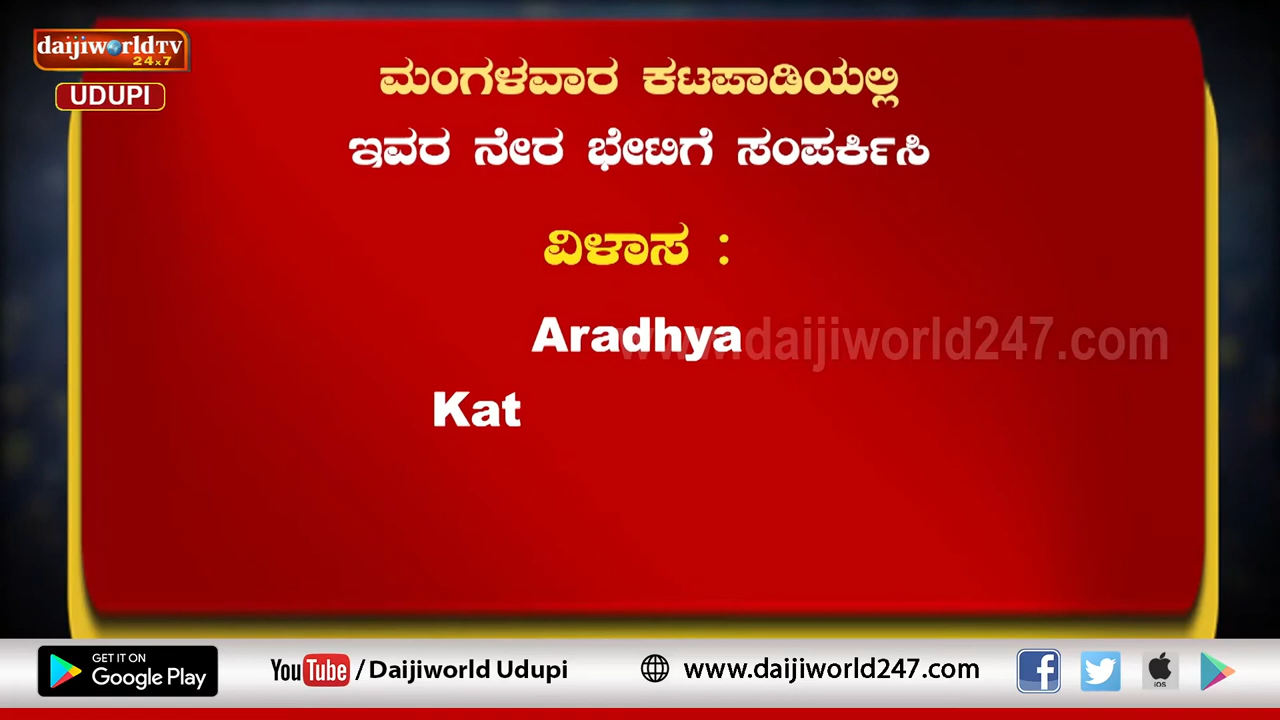 daijiworldTV
24x7
UDUPI
ಮಂಗಳವಾರ ಕಟಪಾಡಿಯಲ್ಲಿ
ಇವರ ನೇರ ಭೇಟಿಗೆ ಸಂಪರ್ಕಿಸಿ
ವಿಳಾಸ :
Aradhya
www.daijiworld247.com
Kat
GET IT ON
Google Play
YouTube / Daijiworld Udupi
www.daijiworld247.com
iOS